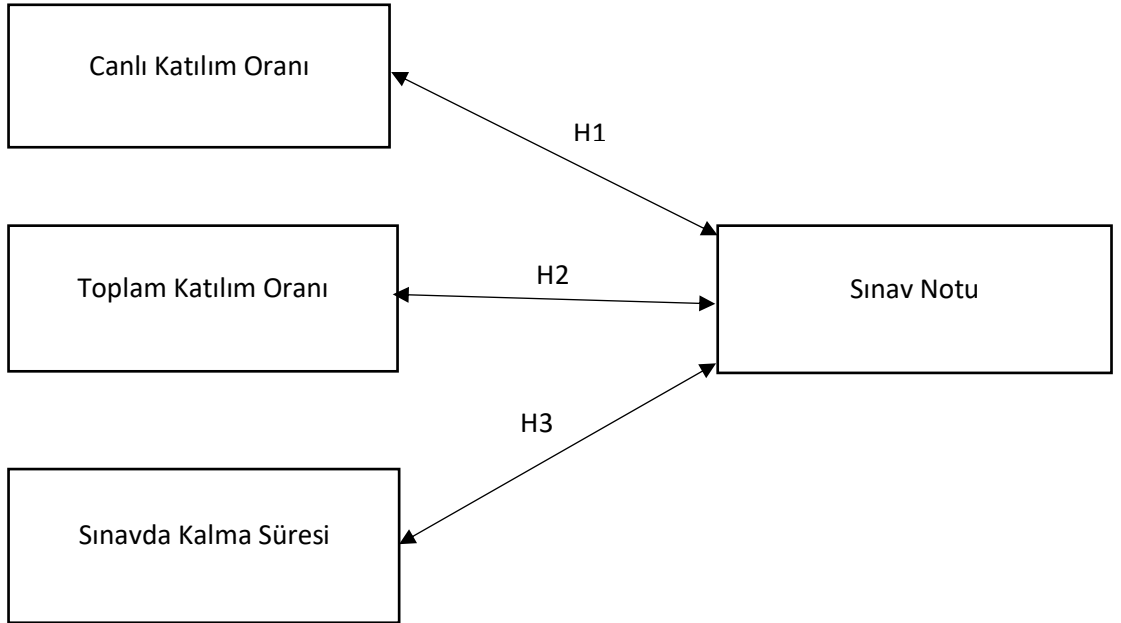 Canlı Katılım Oranı
H1
Toplam Katılım Oranı
H2
Sınav Notu
H3
Sınavda Kalma Süresi